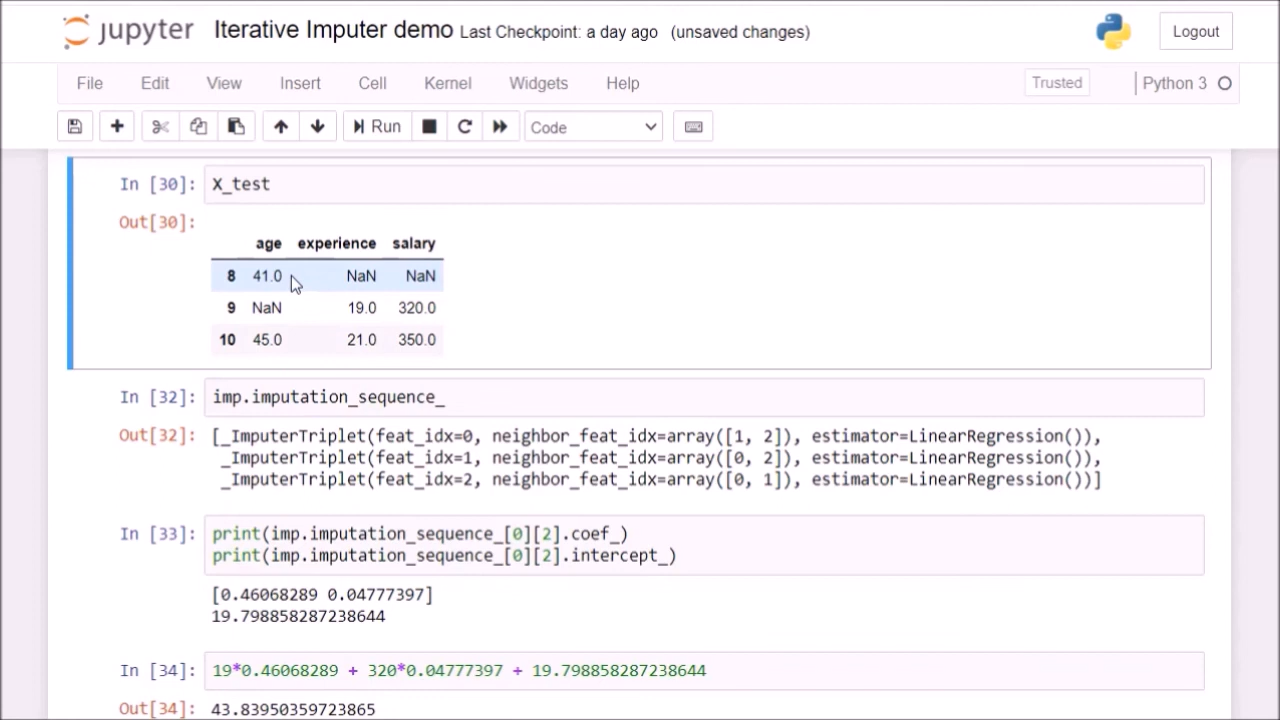 jupyter Iterative Imputer demo Last Checkpoint: a day ago (unsaved changes) Logout
File Edit View Insert Cell Kernel Widgets Help Trusted Python 3
Run Code
In [30]: X_test
Out[30]:
age experience salary
8 41.0 NaN NaN
9 NaN 19.0 320.0
10 45.0 21.0 350.0
In [32]: imp.imputation_sequence_
Out[32]: [_ImputerTriplet(feat_idx=0, neighbor_feat_idx=array([1, 2]), estimator=LinearRegression()),
_ImputerTriplet(feat_idx=1, neighbor_feat_idx=array([0, 2]), estimator=LinearRegression()),
_ImputerTriplet(feat_idx=2, neighbor_feat_idx=array([0, 1]), estimator=LinearRegression())]
In [33]: print(imp.imputation_sequence_[0][2].coef_)
print(imp.imputation_sequence_[0][2].intercept_)
[0.46068289 0.04777397]
19.798858287238644
In [34]: 19*0.46068289 + 320*0.04777397 + 19.798858287238644
Out[34]: 43.83950359723865